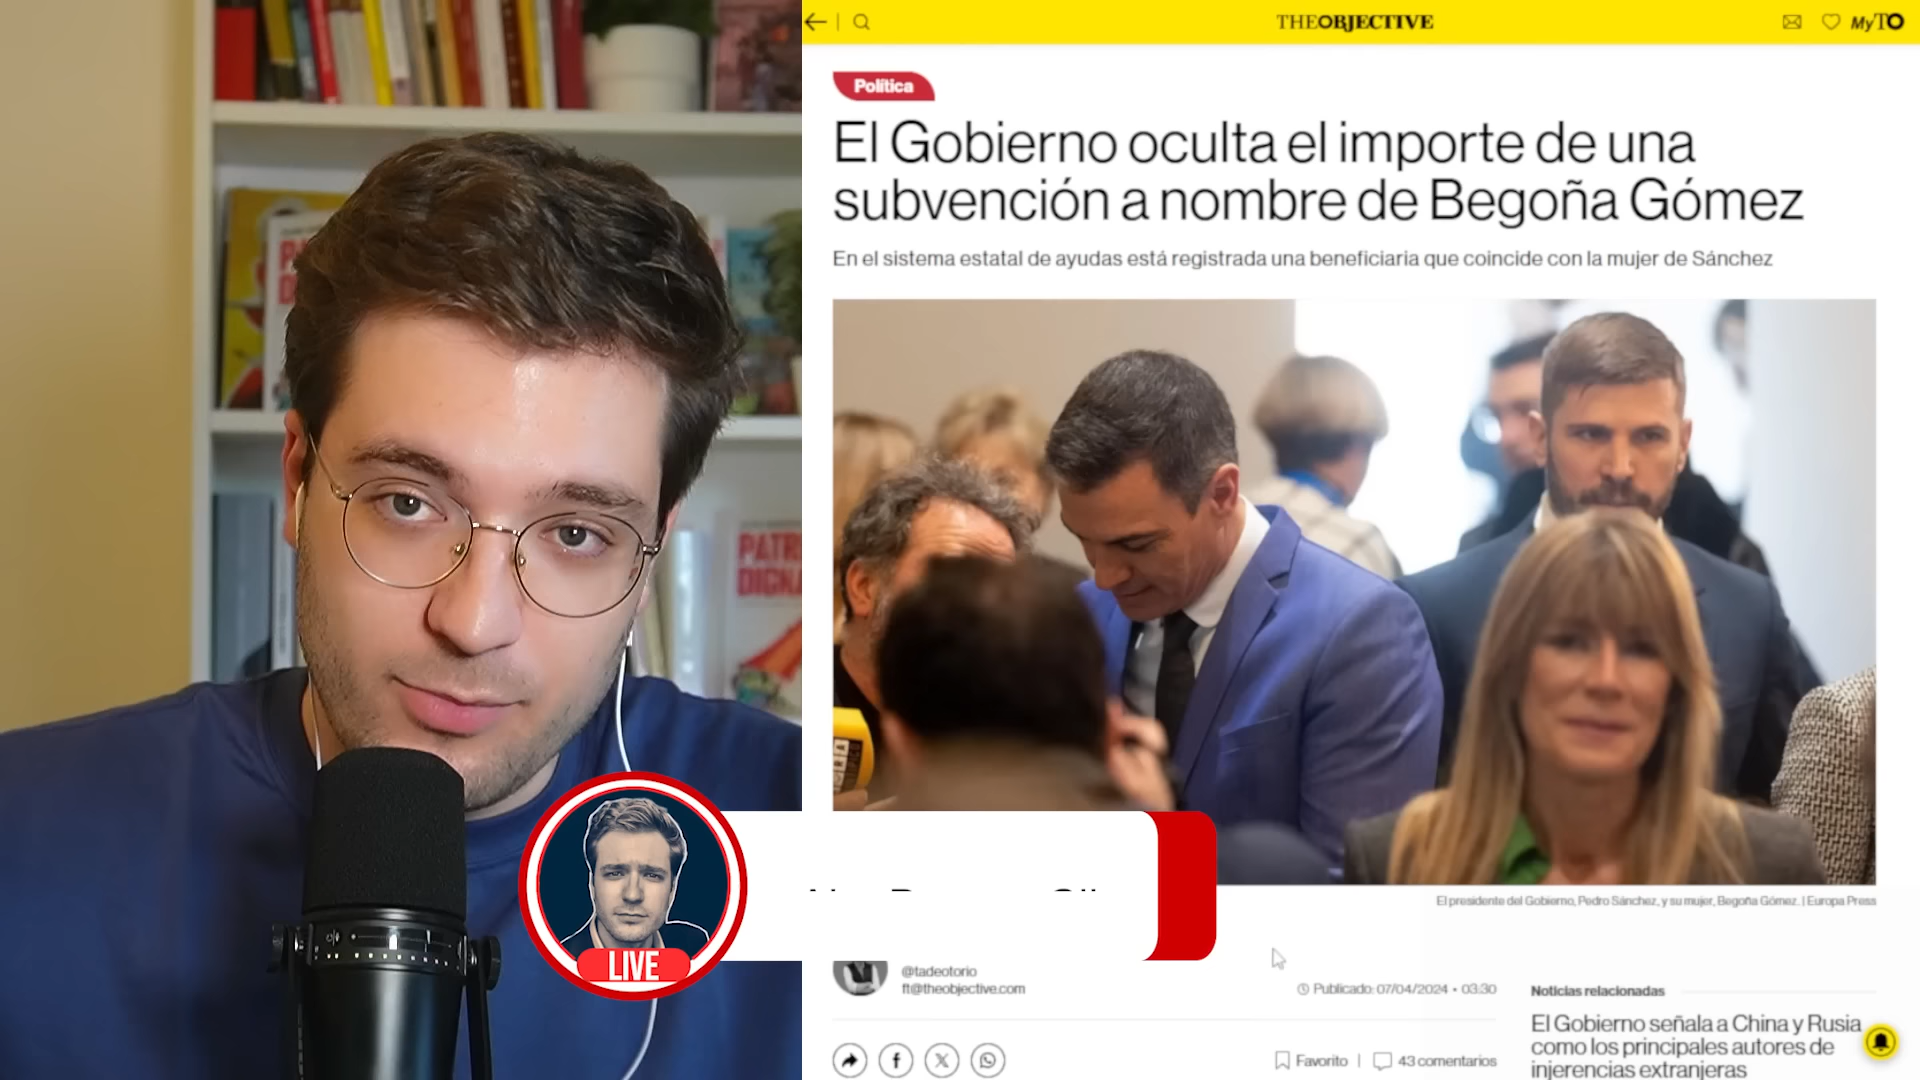 THEOBJECTIVE
MyTO
Política
El Gobierno oculta el importe de una
subvención a nombre de Begoña Gómez
En el sistema estatal de ayudas está registrada una beneficiaria que coincide con la mujer de Sánchez
El presidente del Gobierno, Pedro Sánchez, y su mujer, Begoña Gómez. | Europa Press
LIVE
@tadeotorio
ft@theobjective.com
Publicado: 07/04/2024 • 03:30
Noticias relacionadas
El Gobierno señala a China y Rusia
como los principales autores de
injerencias extranjeras
Favorito | 43 comentarios